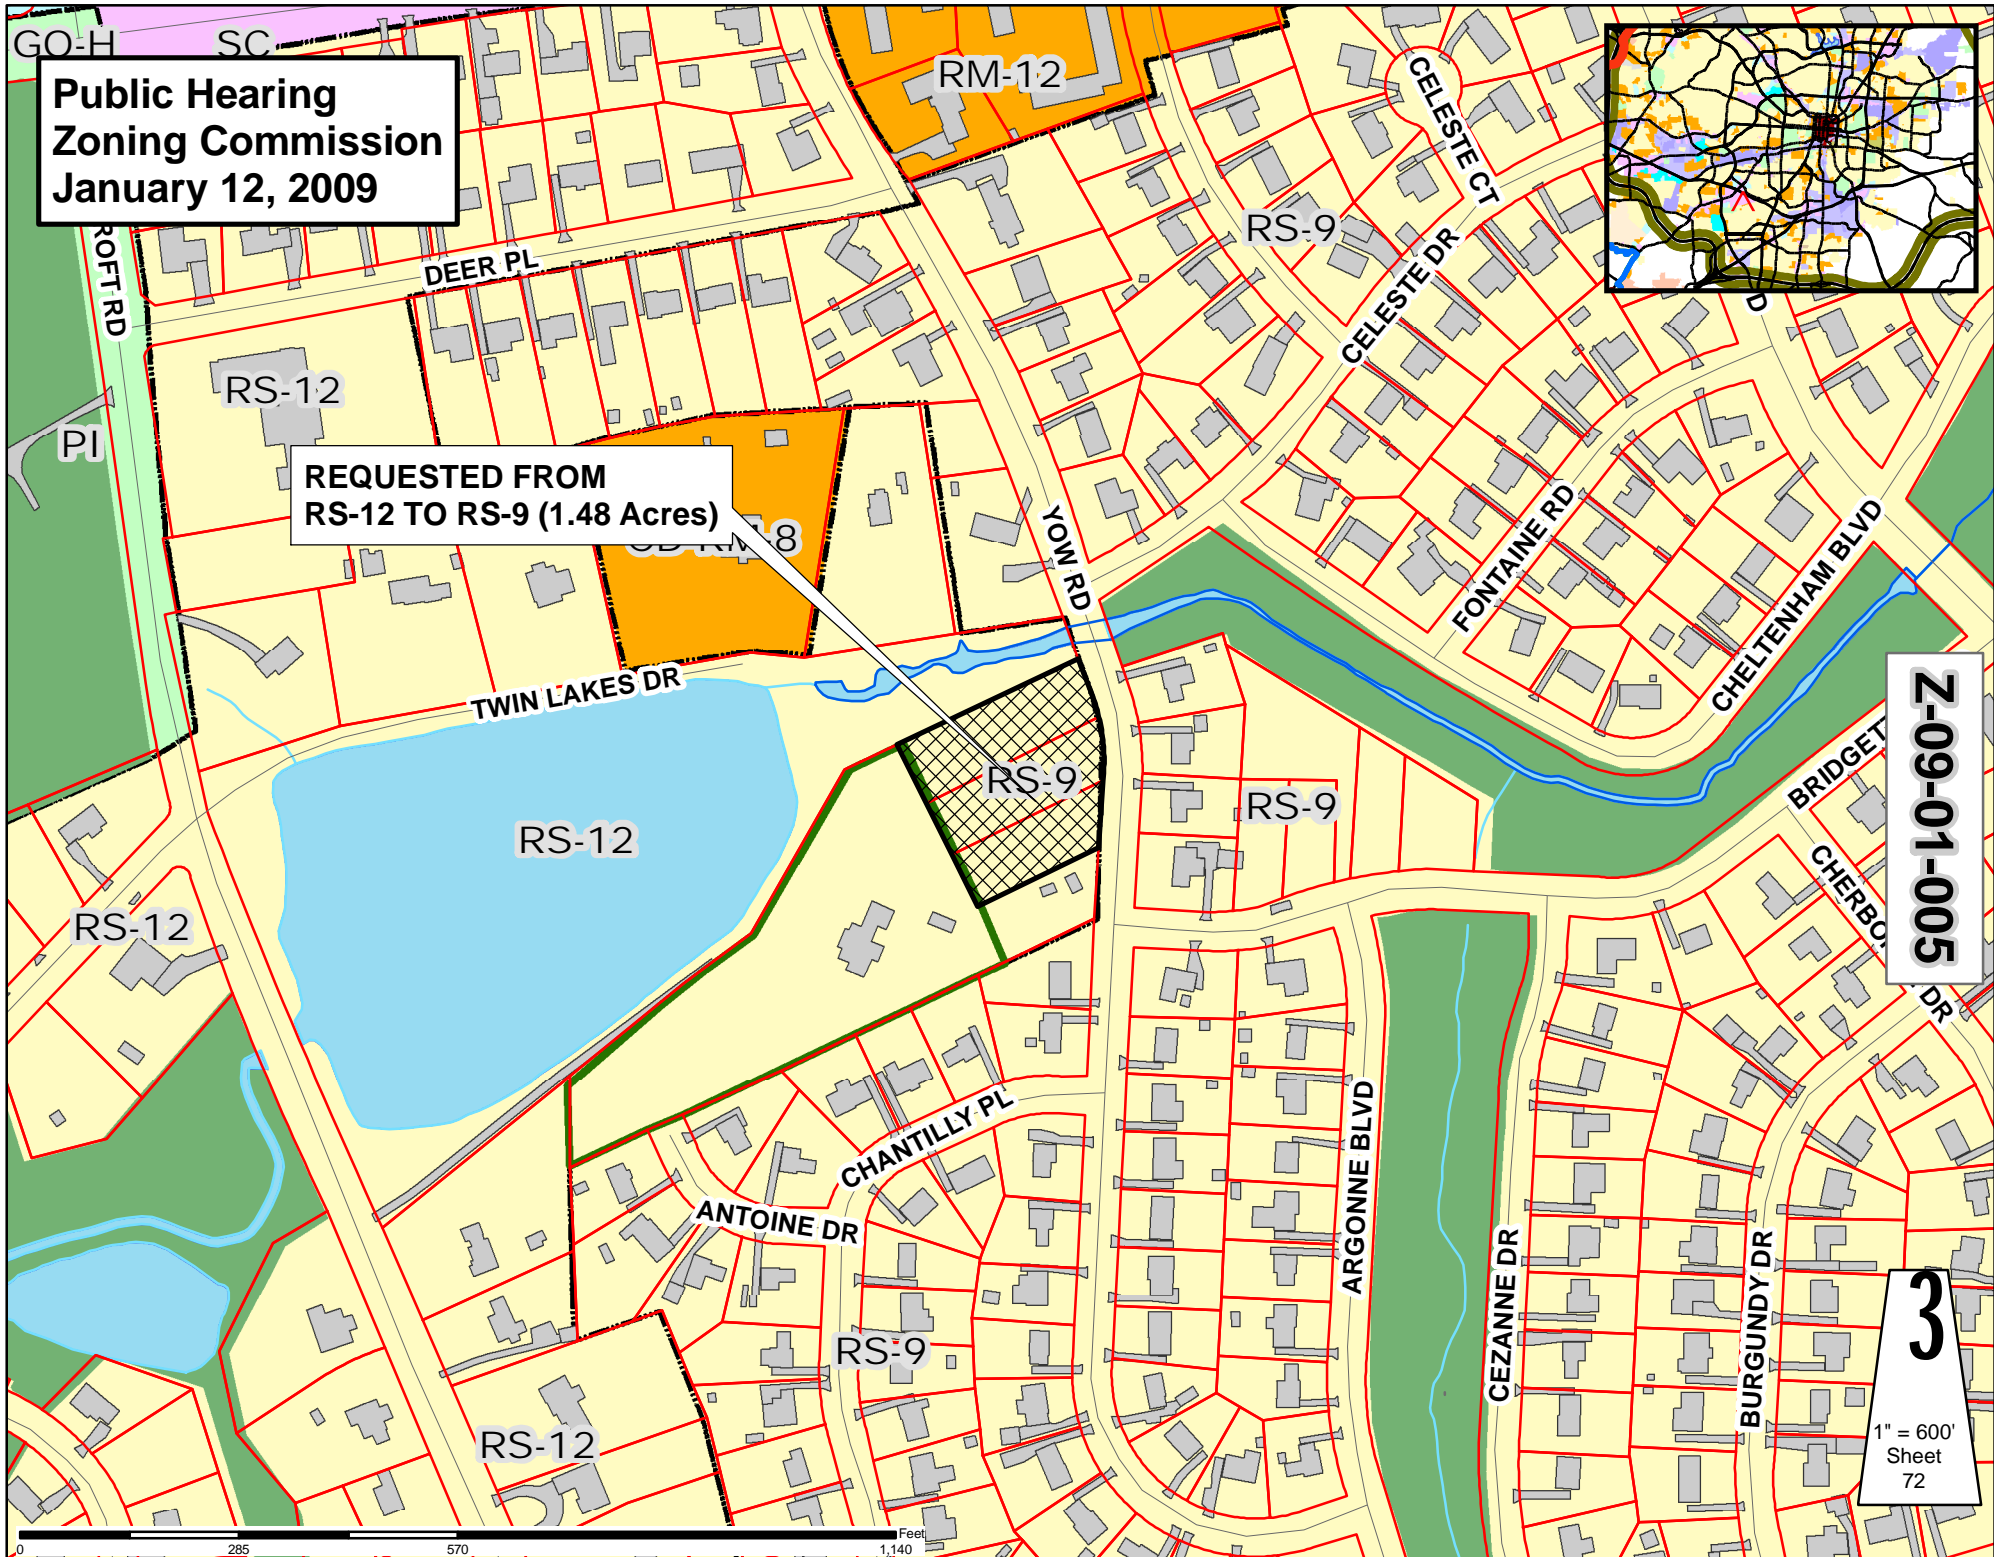 GO-H
SC
Public Hearing
Zoning Commission
January 12, 2009
RM-12
CELESTE CT
RS-9
CELESTE DR
DEER PL
ROFT RD
D
RS-12
PI
REQUESTED FROM
RS-12 TO RS-9 (1.48 Acres)
CD-RM-8
YOW RD
FONTAINE RD
CHELTENHAM BLVD
TWIN LAKES DR
Z-09-01-005
BRIDGET
RS-9
RS-9
RS-12
CHERBO
DR
RS-12
CHANTILLY PL
ANTOINE DR
ARGONNE BLVD
CEZANNE DR
BURGUNDY DR
RS-9
RS-12
3
1" = 600'
Sheet
72
Feet
0 285 570 1,140